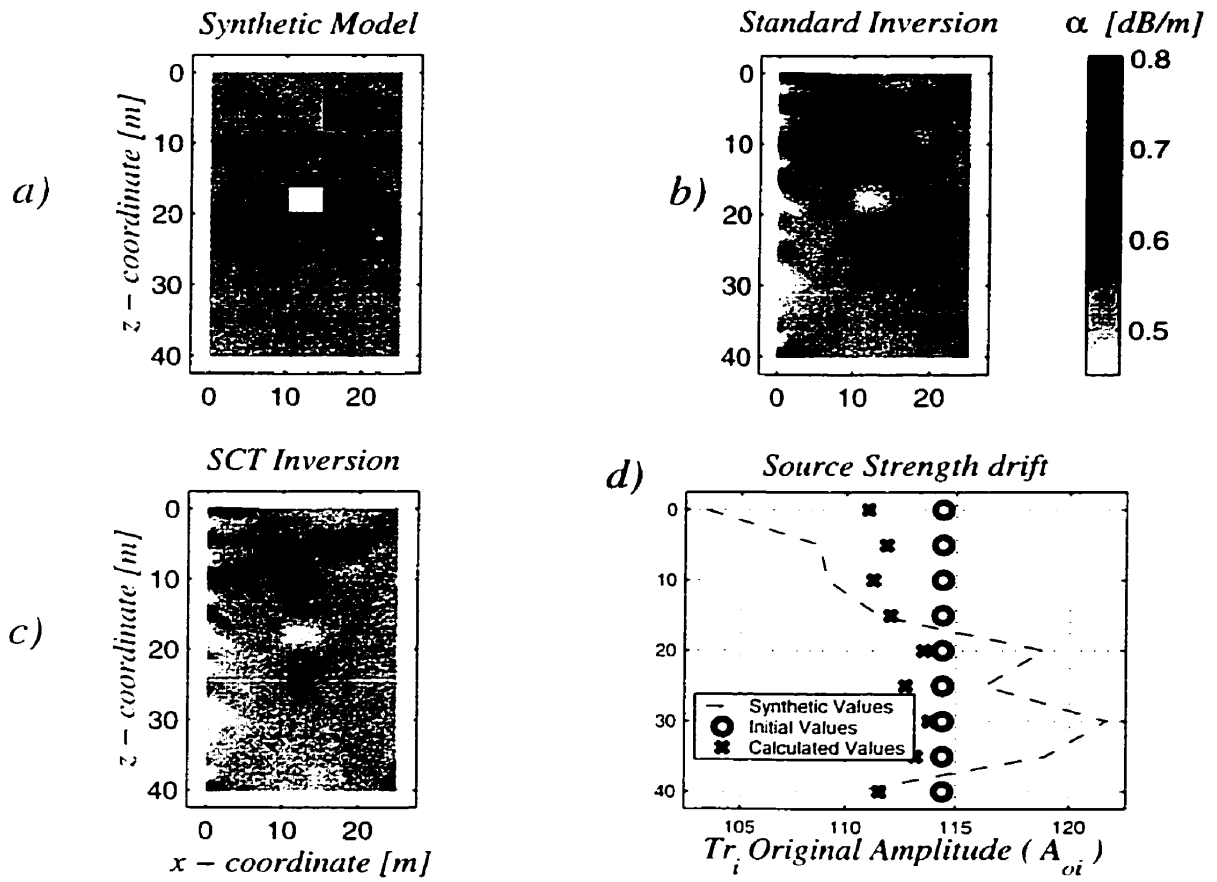 Synthetic Model
Standard Inversion
α [dB/m]
a)
z – coordinate [m]
0
10
20
30
40
0 10 20
b)
0
10
20
30
40
0 10 20
0.8
0.7
0.6
0.5
SCT Inversion
c)
z – coordinate [m]
0
10
20
30
40
0 10 20
x – coordinate [m]
d)
Source Strength drift
0
10
20
30
40
Synthetic Values
Initial Values
Calculated Values
105 110 115 120
Tr_i Original Amplitude ( A_oi )